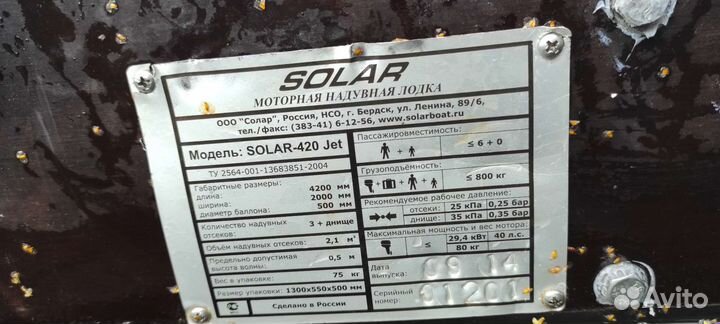 SOLAR
МОТОРНАЯ НАДУВНАЯ ЛОДКА
ООО "Солар", Россия, НСО, г. Бердск, ул. Ленина, 89/6,
тел./факс: (383-41) 6-12-56, www.solarboat.ru
Модель: SOLAR-420 Jet
ТУ 2564-001-13683851-2004
Габаритные размеры:
длина: 4200 мм
ширина: 2000 мм
диаметр баллона: 500 мм
Количество надувных отсеков: 3 + днище
Объём надувных отсеков: 2,1 м³
Предельно допустимая высота волны: 0,5 м
Вес в упаковке: 75 кг
Размер упаковки: 1300x550x500 мм
Сделано в России
Пассажировместимость:
+ ≤ 6 + 0
Грузоподъёмность:
+ + + ≤ 800 кг
Рекомендуемое рабочее давление:
отсеки: 25 кПа 0,25 бар
днище: 35 кПа 0,35 бар
Максимальная мощность и вес мотора:
≤ 29,4 кВт 40 л.с.
80 кг
Дата выпуска: 09 14
Серийный номер: 01201
Avito